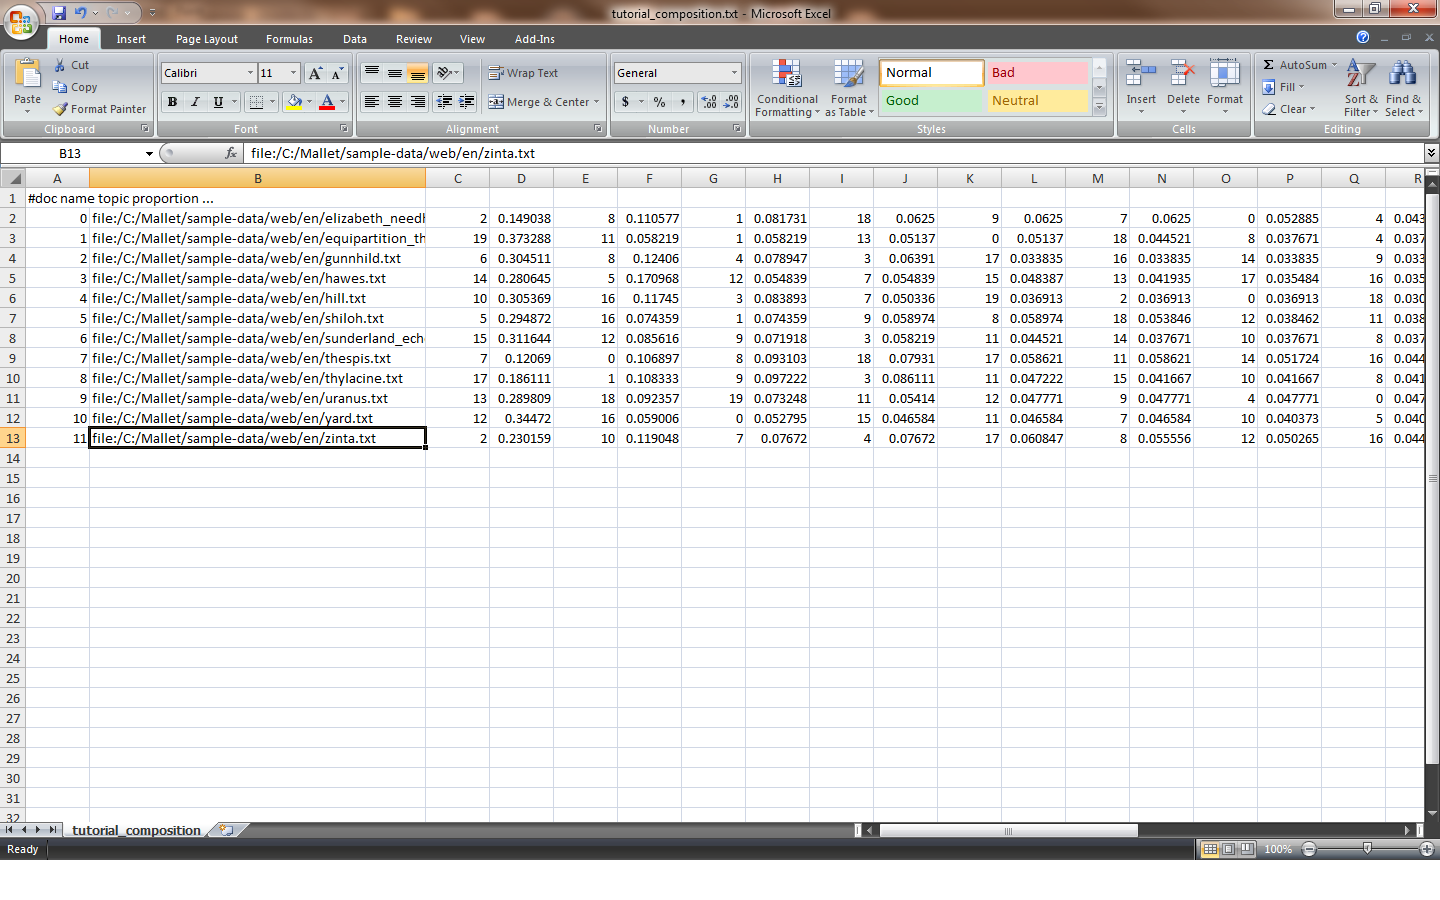 tutorial_composition.txt - Microsoft Excel
Home Insert Page Layout Formulas Data Review View Add-Ins
Paste Cut Copy Format Painter Clipboard
Calibri 11 B I U Font
Wrap Text Merge & Center Alignment
General $ % , Number
Conditional Formatting Format as Table Normal Bad Good Neutral Styles
Insert Delete Format Cells
Σ AutoSum Fill Clear Sort & Filter Find & Select Editing
B13 fx file:/C:/Mallet/sample-data/web/en/zinta.txt
A B C D E F G H I J K L M N O P Q R
1 #doc name topic proportion ...
2 0 file:/C:/Mallet/sample-data/web/en/elizabeth_need 2 0.149038 8 0.110577 1 0.081731 18 0.0625 9 0.0625 7 0.0625 0 0.052885 4 0.043
3 1 file:/C:/Mallet/sample-data/web/en/equipartition_th 19 0.373288 11 0.058219 1 0.058219 13 0.05137 0 0.05137 18 0.044521 8 0.037671 4 0.037
4 2 file:/C:/Mallet/sample-data/web/en/gunnhild.txt 6 0.304511 8 0.12406 4 0.078947 3 0.06391 17 0.033835 16 0.033835 14 0.033835 9 0.033
5 3 file:/C:/Mallet/sample-data/web/en/hawes.txt 14 0.280645 5 0.170968 12 0.054839 7 0.054839 15 0.048387 13 0.041935 17 0.035484 16 0.035
6 4 file:/C:/Mallet/sample-data/web/en/hill.txt 10 0.305369 16 0.11745 3 0.083893 7 0.050336 19 0.036913 2 0.036913 0 0.036913 18 0.030
7 5 file:/C:/Mallet/sample-data/web/en/shiloh.txt 5 0.294872 16 0.074359 1 0.074359 9 0.058974 8 0.058974 18 0.053846 12 0.038462 11 0.038
8 6 file:/C:/Mallet/sample-data/web/en/sunderland_ech 15 0.311644 12 0.085616 9 0.071918 3 0.058219 11 0.044521 14 0.037671 10 0.037671 8 0.037
9 7 file:/C:/Mallet/sample-data/web/en/thespis.txt 7 0.12069 0 0.106897 8 0.093103 18 0.07931 17 0.058621 11 0.058621 14 0.051724 16 0.044
10 8 file:/C:/Mallet/sample-data/web/en/thylacine.txt 17 0.186111 1 0.108333 9 0.097222 3 0.086111 11 0.047222 15 0.041667 10 0.041667 8 0.041
11 9 file:/C:/Mallet/sample-data/web/en/uranus.txt 13 0.289809 18 0.092357 19 0.073248 11 0.05414 12 0.047771 9 0.047771 4 0.047771 0 0.047
12 10 file:/C:/Mallet/sample-data/web/en/yard.txt 12 0.34472 16 0.059006 0 0.052795 15 0.046584 11 0.046584 7 0.046584 10 0.040373 5 0.040
13 11 file:/C:/Mallet/sample-data/web/en/zinta.txt 2 0.230159 10 0.119048 7 0.07672 4 0.07672 17 0.060847 8 0.055556 12 0.050265 16 0.044
14
15
16
17
18
19
20
21
22
23
24
25
26
27
28
29
30
31
32
tutorial_composition
Ready 100%